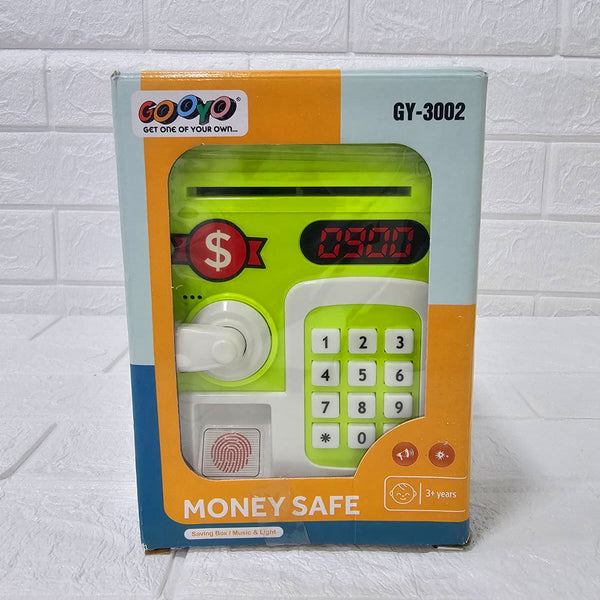 GOOYO®
GET ONE OF YOUR OWN...
GY-3002
$
0900
1 2 3
4 5 6
7 8 9
* 0
MONEY SAFE
3+ years
Saving Box / Music & Light